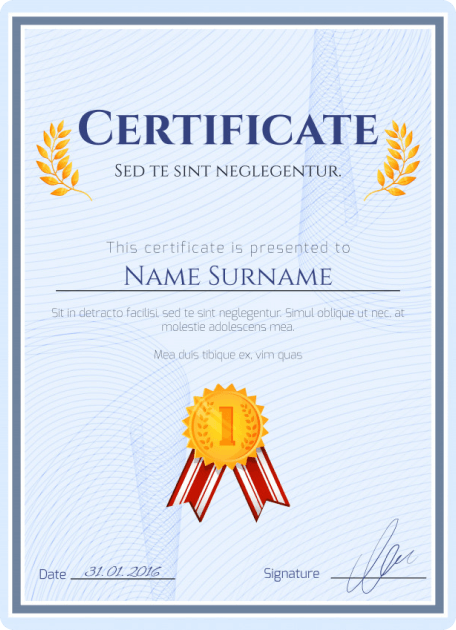 CERTIFICATE
SED TE SINT NEGLEGENTUR.
This certificate is presented to
NAME SURNAME
Sit in detracto facilisi, sed te sint neglegentur. Simul oblique ut nec, at
molestie adolescens mea.
Mea duis tibique ex, vim quas
1
Date 31.01.2016 Signature